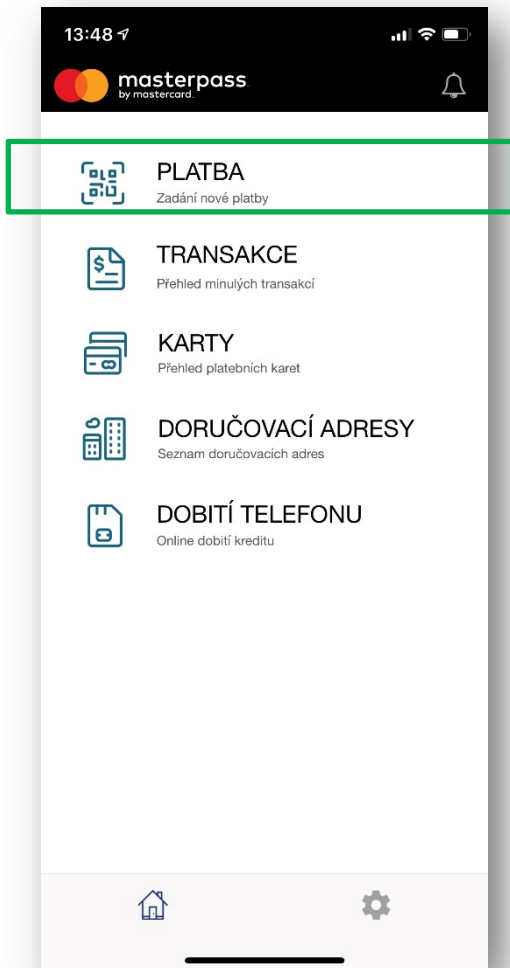 13:48
masterpass
by mastercard.
PLATBA
Zadání nové platby
TRANSAKCE
Přehled minulých transakcí
KARTY
Přehled platebních karet
DORUČOVACÍ ADRESY
Seznam doručovacích adres
DOBITÍ TELEFONU
Online dobití kreditu